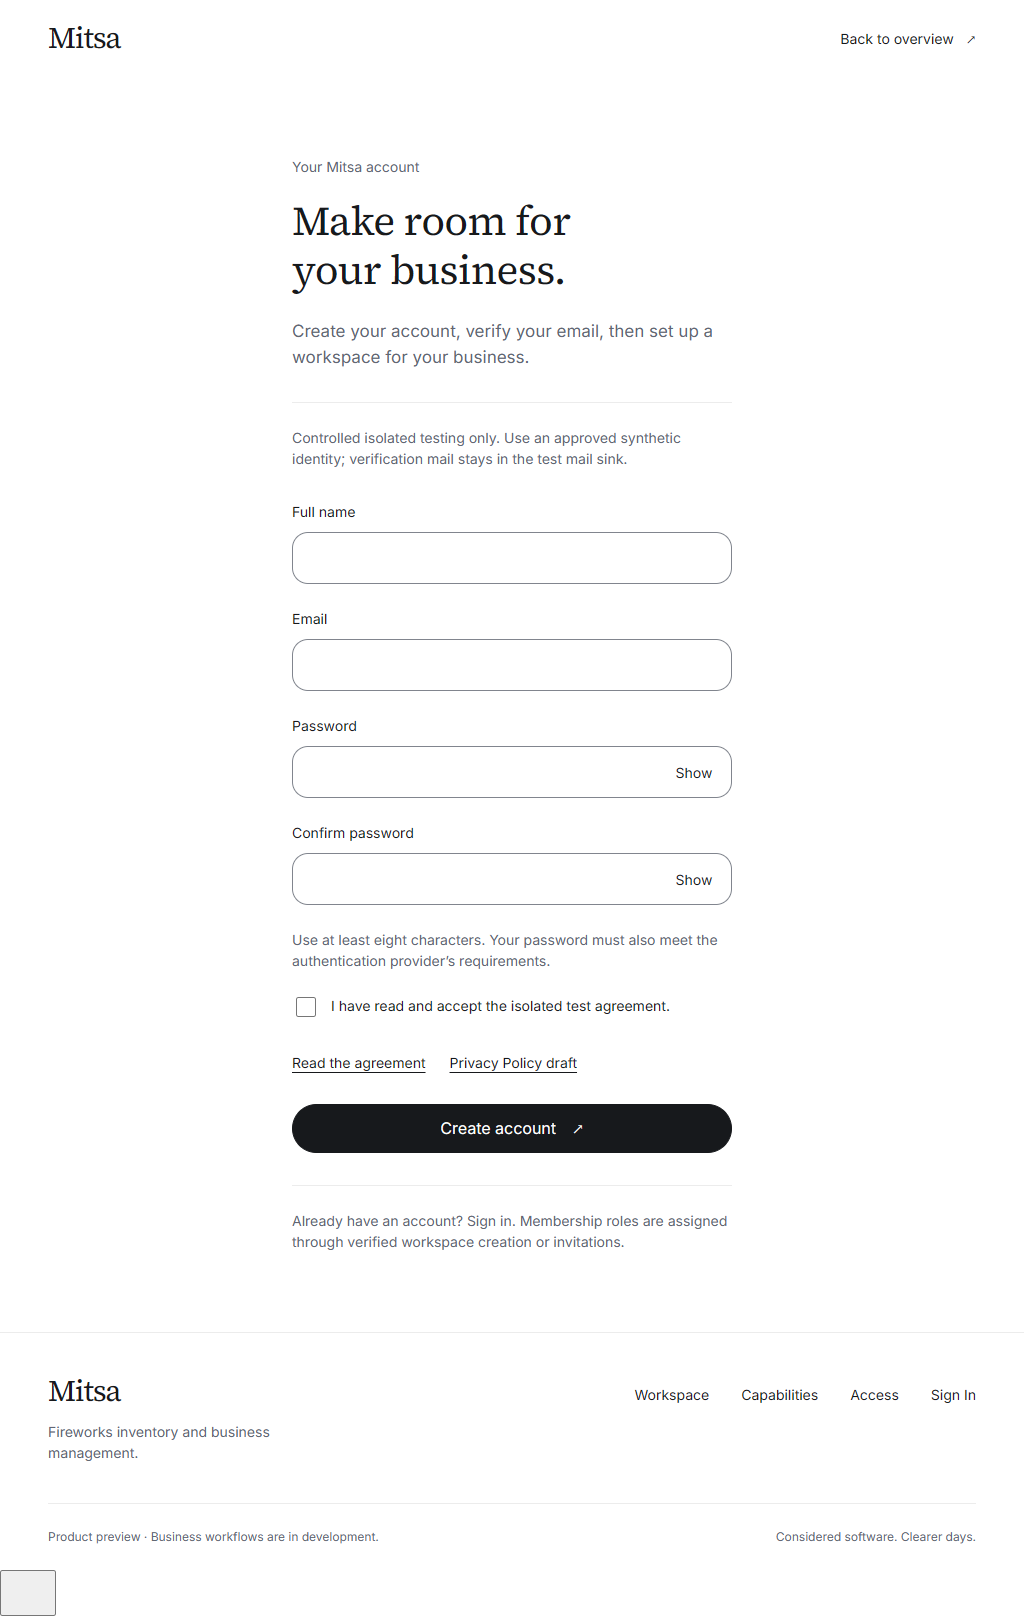 Mitsa
Back to overview ↗
Your Mitsa account
Make room for
your business.
Create your account, verify your email, then set up a
workspace for your business.
Controlled isolated testing only. Use an approved synthetic
identity; verification mail stays in the test mail sink.
Full name
Email
Password
Show
Confirm password
Show
Use at least eight characters. Your password must also meet the
authentication provider’s requirements.
I have read and accept the isolated test agreement.
Read the agreement Privacy Policy draft
Create account ↗
Already have an account? Sign in. Membership roles are assigned
through verified workspace creation or invitations.
Mitsa
Workspace Capabilities Access Sign In
Fireworks inventory and business
management.
Product preview · Business workflows are in development.
Considered software. Clearer days.